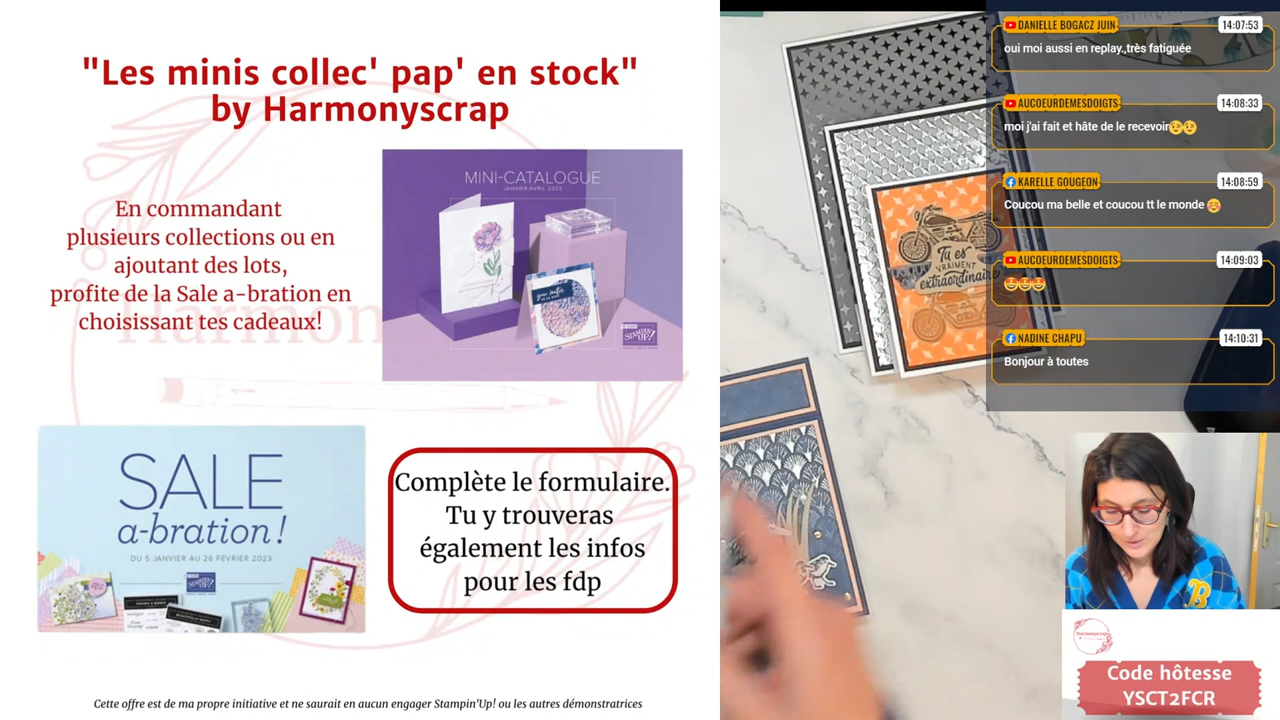 "Les minis collec' pap' en stock"
by Harmonyscrap
En commandant
plusieurs collections ou en
ajoutant des lots,
profite de la Sale a-bration en
choisissant tes cadeaux!
MINI-CATALOGUE
JANVIER-AVRIL 2023
STAMPIN' UP!
SALE
a-bration!
DU 5 JANVIER AU 28 FÉVRIER 2023
STAMPIN' UP!
Complète le formulaire.
Tu y trouveras
également les infos
pour les fdp
Cette offre est de ma propre initiative et ne saurait en aucun engager Stampin'Up! ou les autres démonstratrices
Tu es
VRAIMENT
extraordinaire
DANIELLE BOGACZ JUIN
14:07:53
oui moi aussi en replay.,très fatiguée
AUCOEURDEMESDOIGTS
14:08:33
moi j'ai fait et hâte de le recevoir
KARELLE GOUGEON
14:08:59
Coucou ma belle et coucou tt le monde
AUCOEURDEMESDOIGTS
14:09:03
NADINE CHAPU
14:10:31
Bonjour à toutes
B
Code hôtesse
YSCT2FCR